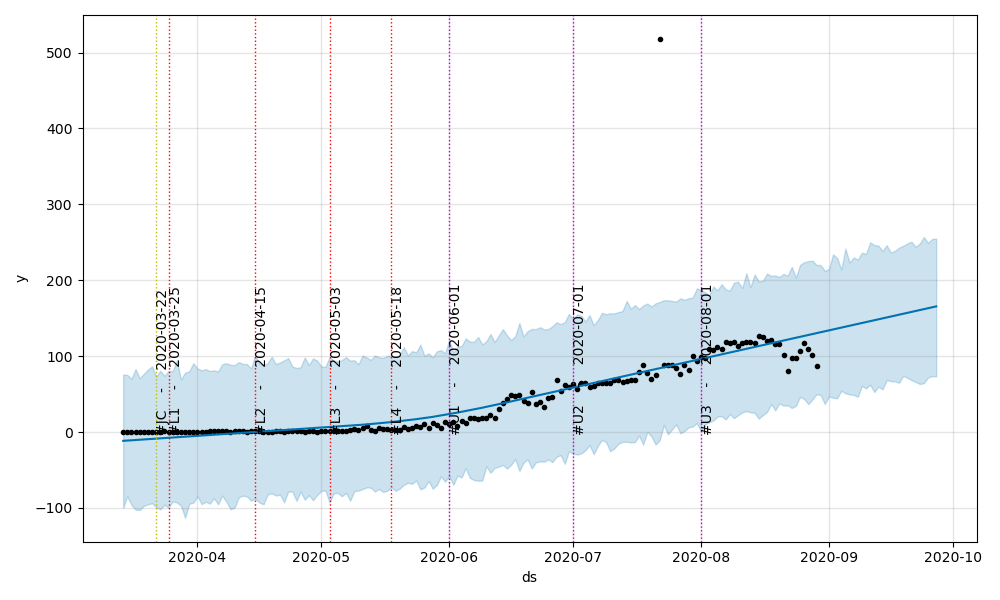 y
500
400
300
200
100
0
−100
#JC - 2020-03-22
#L1 - 2020-03-25
#L2 - 2020-04-15
#L3 - 2020-05-03
#L4 - 2020-05-18
#U1 - 2020-06-01
#U2 - 2020-07-01
#U3 - 2020-08-01
2020-04 2020-05 2020-06 2020-07 2020-08 2020-09 2020-10
ds